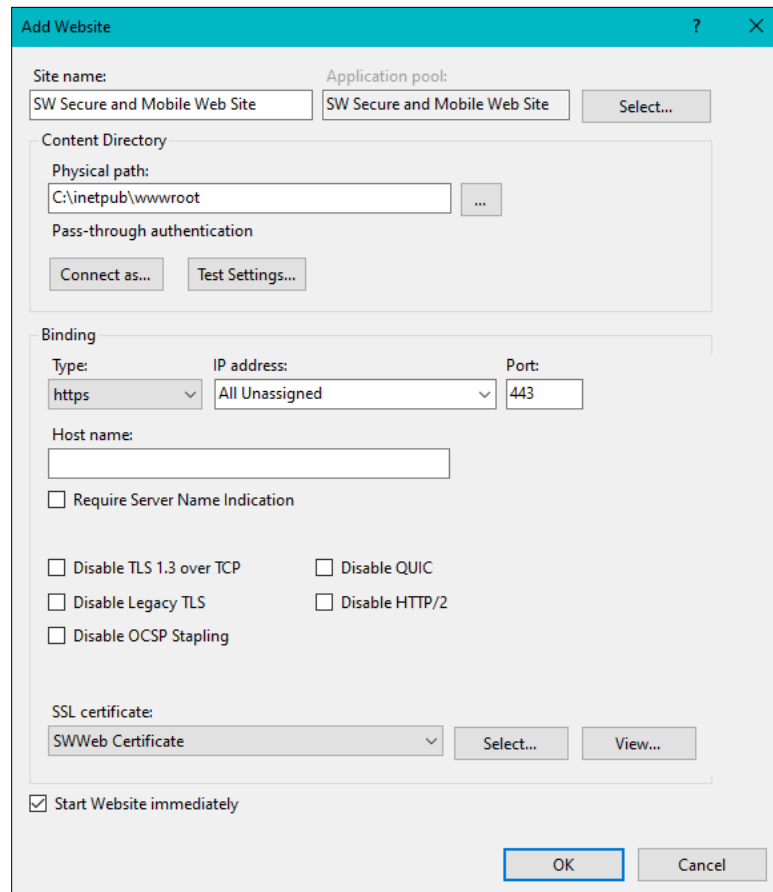 Add Website ?
Site name: Application pool:
SW Secure and Mobile Web Site SW Secure and Mobile Web Site Select...
Content Directory
Physical path:
C:\inetpub\wwwroot ...
Pass-through authentication
Connect as... Test Settings...
Binding
Type: IP address: Port:
https All Unassigned 443
Host name:
Require Server Name Indication
Disable TLS 1.3 over TCP Disable QUIC
Disable Legacy TLS Disable HTTP/2
Disable OCSP Stapling
SSL certificate:
SWWeb Certificate Select... View...
Start Website immediately
OK Cancel